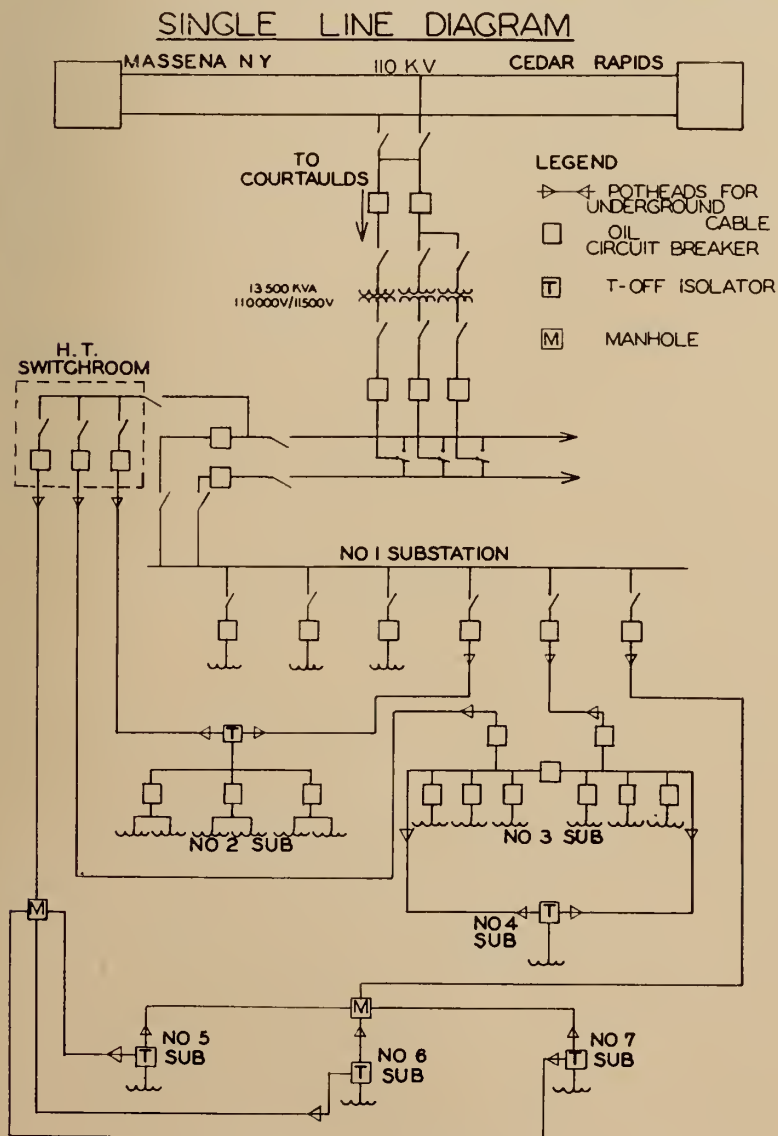 SINGLE LINE DIAGRAM
MASSENA NY
110 KV
CEDAR RAPIDS
TO
COURTAULDS
LEGEND
POTHEADS FOR
UNDERGROUND
CABLE
OIL
CIRCUIT BREAKER
T
T-OFF ISOLATOR
M
MANHOLE
13 500 KVA
110000V/11500V
H.T.
SWITCHROOM
NO 1 SUBSTATION
T
NO 2 SUB
NO 3 SUB
M
T
NO 4
SUB
M
NO 5
SUB
T
NO 6
SUB
T
NO 7
SUB
T